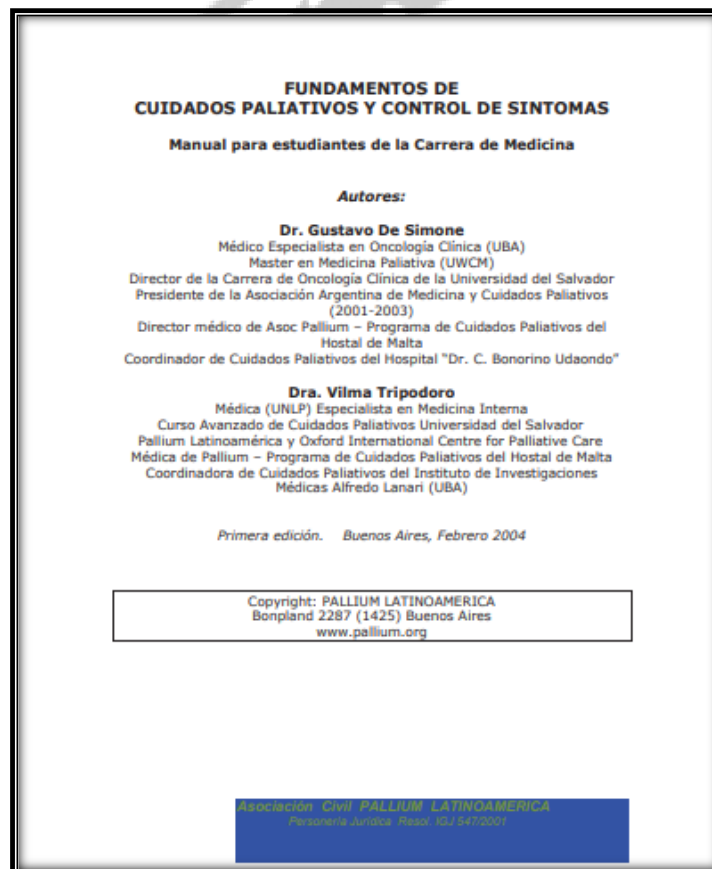 FUNDAMENTOS DE
CUIDADOS PALIATIVOS Y CONTROL DE SINTOMAS
Manual para estudiantes de la Carrera de Medicina
Autores:
Dr. Gustavo De Simone
Médico Especialista en Oncología Clínica (UBA)
Master en Medicina Paliativa (UWCM)
Director de la Carrera de Oncología Clínica de la Universidad del Salvador
Presidente de la Asociación Argentina de Medicina y Cuidados Paliativos
(2001-2003)
Director médico de Asoc Pallium – Programa de Cuidados Paliativos del
Hostal de Malta
Coordinador de Cuidados Paliativos del Hospital “Dr. C. Bonorino Udaondo”
Dra. Vilma Tripodoro
Médica (UNLP) Especialista en Medicina Interna
Curso Avanzado de Cuidados Paliativos Universidad del Salvador
Pallium Latinoamérica y Oxford International Centre for Palliative Care
Médica de Pallium – Programa de Cuidados Paliativos del Hostal de Malta
Coordinadora de Cuidados Paliativos del Instituto de Investigaciones
Médicas Alfredo Lanari (UBA)
Primera edición. Buenos Aires, Febrero 2004
Copyright: PALLIUM LATINOAMERICA
Bonpland 2287 (1425) Buenos Aires
www.pallium.org
Asociación Civil PALLIUM LATINOAMERICA
Personería Jurídica Resol. IGJ 547/2001